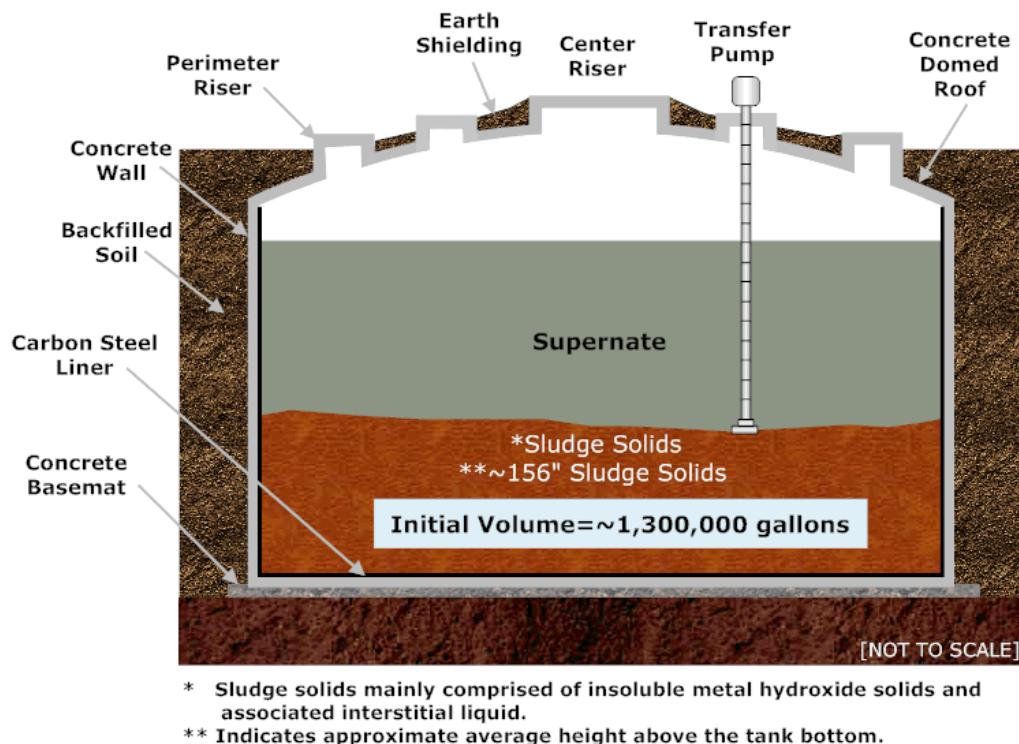 Earth
Shielding
Center
Riser
Transfer
Pump
Concrete
Domed
Roof
Perimeter
Riser
Concrete
Wall
Backfilled
Soil
Carbon Steel
Liner
Concrete
Basemat
Supernate
*Sludge Solids
**~156" Sludge Solids
Initial Volume=~1,300,000 gallons
[NOT TO SCALE]
* Sludge solids mainly comprised of insoluble metal hydroxide solids and
associated interstitial liquid.
** Indicates approximate average height above the tank bottom.